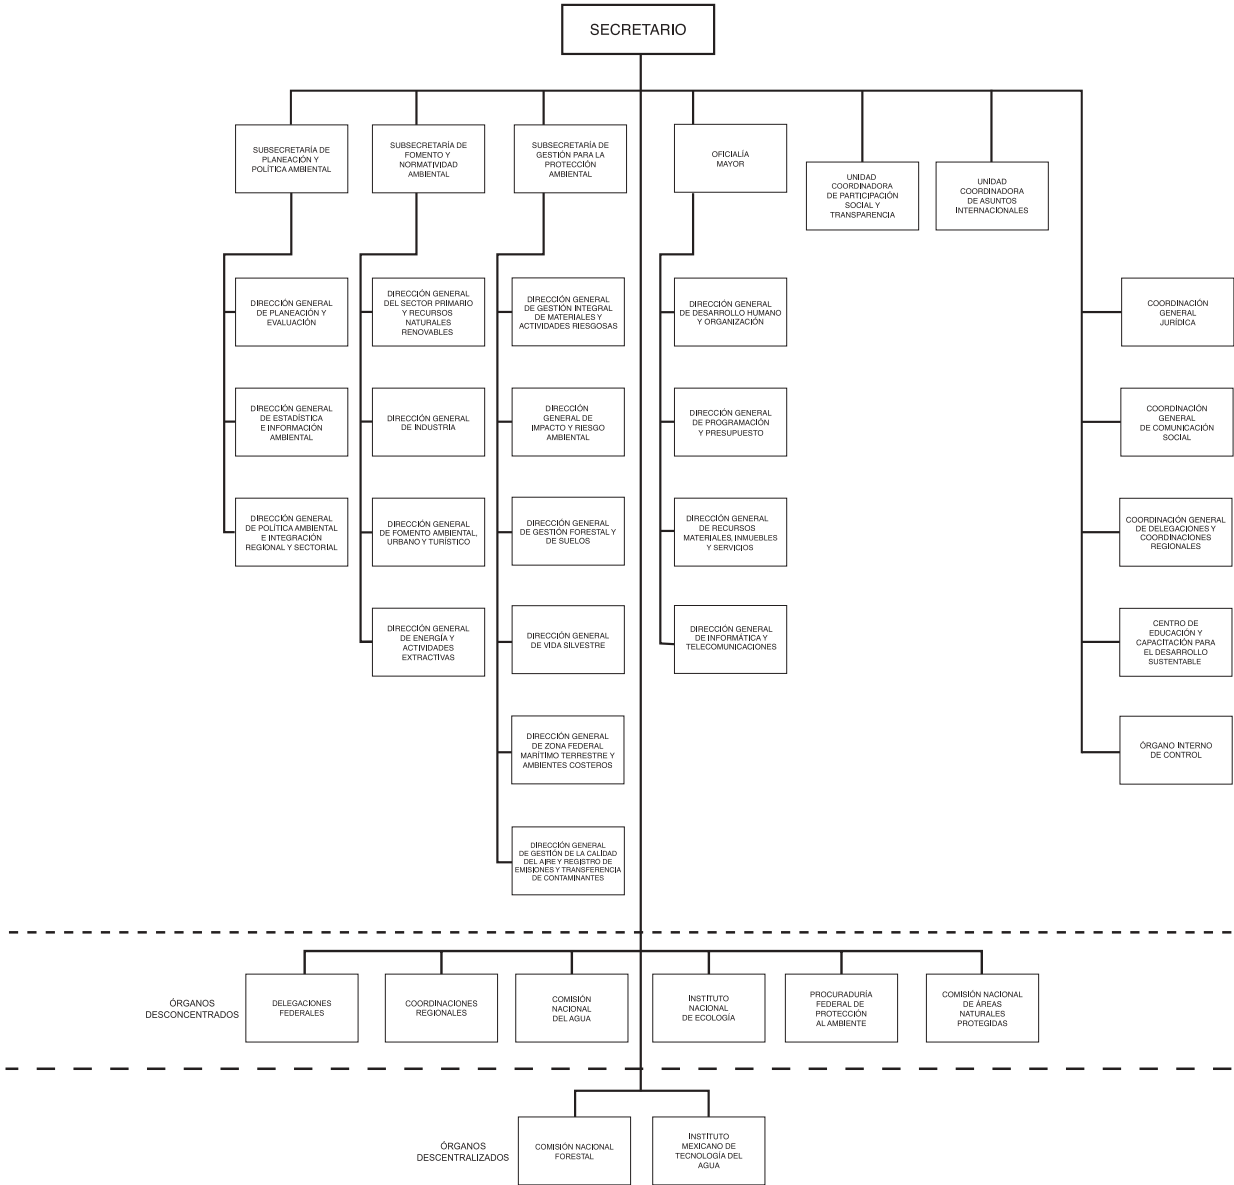 SECRETARIO
SUBSECRETARÍA DE
PLANEACIÓN Y
POLÍTICA AMBIENTAL
SUBSECRETARÍA DE
FOMENTO Y
NORMATIVIDAD
AMBIENTAL
SUBSECRETARÍA DE
GESTIÓN PARA LA
PROTECCIÓN
AMBIENTAL
OFICIALÍA
MAYOR
UNIDAD
COORDINADORA
DE PARTICIPACIÓN
SOCIAL Y
TRANSPARENCIA
UNIDAD
COORDINADORA
DE ASUNTOS
INTERNACIONALES
DIRECCIÓN GENERAL
DE PLANEACIÓN Y
EVALUACIÓN
DIRECCIÓN GENERAL
DEL SECTOR PRIMARIO
Y RECURSOS
NATURALES
RENOVABLES
DIRECCIÓN GENERAL
DE GESTIÓN INTEGRAL
DE MATERIALES Y
ACTIVIDADES RIESGOSAS
DIRECCIÓN GENERAL
DE DESARROLLO HUMANO
Y ORGANIZACIÓN
COORDINACIÓN
GENERAL
JURÍDICA
DIRECCIÓN GENERAL
DE ESTADÍSTICA
E INFORMACIÓN
AMBIENTAL
DIRECCIÓN GENERAL
DE INDUSTRIA
DIRECCIÓN
GENERAL DE
IMPACTO Y RIESGO
AMBIENTAL
DIRECCIÓN GENERAL
DE PROGRAMACIÓN
Y PRESUPUESTO
COORDINACIÓN
GENERAL
DE COMUNICACIÓN
SOCIAL
DIRECCIÓN GENERAL
DE POLÍTICA AMBIENTAL
E INTEGRACIÓN
REGIONAL Y SECTORIAL
DIRECCIÓN GENERAL
DE FOMENTO AMBIENTAL,
URBANO Y TURÍSTICO
DIRECCIÓN GENERAL
DE GESTIÓN FORESTAL Y
DE SUELOS
DIRECCIÓN GENERAL
DE RECURSOS
MATERIALES, INMUEBLES
Y SERVICIOS
COORDINACIÓN GENERAL
DE DELEGACIONES Y
COORDINACIONES
REGIONALES
DIRECCIÓN GENERAL
DE ENERGÍA Y
ACTIVIDADES
EXTRACTIVAS
DIRECCIÓN GENERAL
DE VIDA SILVESTRE
DIRECCIÓN GENERAL
DE INFORMÁTICA Y
TELECOMUNICACIONES
CENTRO DE
EDUCACIÓN Y
CAPACITACIÓN PARA
EL DESARROLLO
SUSTENTABLE
DIRECCIÓN GENERAL
DE ZONA FEDERAL
MARÍTIMO TERRESTRE Y
AMBIENTES COSTEROS
ÓRGANO INTERNO
DE CONTROL
DIRECCIÓN GENERAL
DE GESTIÓN DE LA CALIDAD
DEL AIRE Y REGISTRO DE
EMISIONES Y TRANSFERENCIA
DE CONTAMINANTES
ÓRGANOS
DESCONCENTRADOS
DELEGACIONES
FEDERALES
COORDINACIONES
REGIONALES
COMISIÓN
NACIONAL
DEL AGUA
INSTITUTO
NACIONAL
DE ECOLOGÍA
PROCURADURÍA
FEDERAL DE
PROTECCIÓN
AL AMBIENTE
COMISIÓN NACIONAL
DE ÁREAS
NATURALES
PROTEGIDAS
ÓRGANOS
DESCENTRALIZADOS
COMISIÓN NACIONAL
FORESTAL
INSTITUTO
MEXICANO DE
TECNOLOGÍA DEL
AGUA